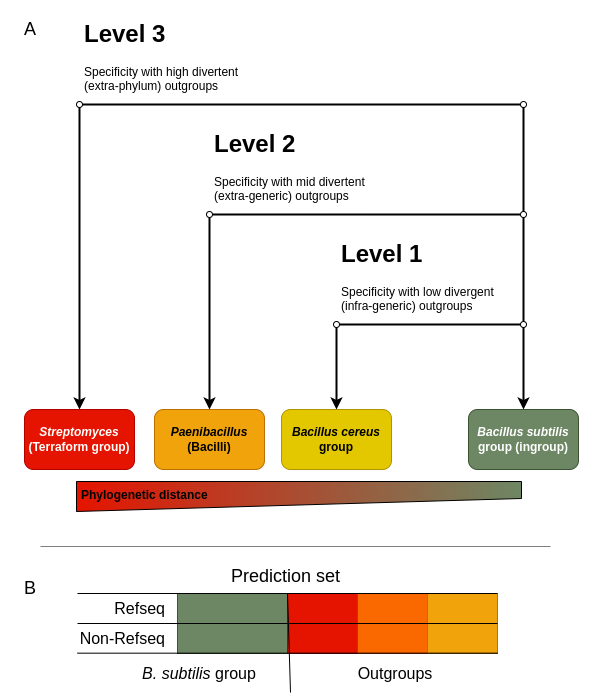 A
Level 3
Specificity with high divertent
(extra-phylum) outgroups
Level 2
Specificity with mid divertent
(extra-generic) outgroups
Level 1
Specificity with low divergent
(infra-generic) outgroups
Streptomyces
(Terraform group)
Paenibacillus
(Bacilli)
Bacillus cereus
group
Bacillus subtilis
group (ingroup)
Phylogenetic distance
B
Prediction set
Refseq
Non-Refseq
B. subtilis group
Outgroups